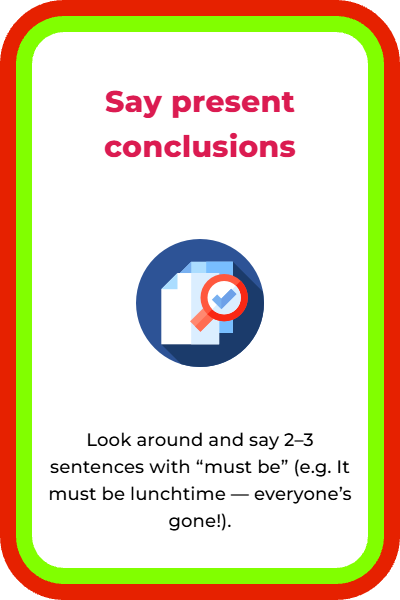 Say present
conclusions
Look around and say 2–3
sentences with “must be” (e.g. It
must be lunchtime — everyone’s
gone!).